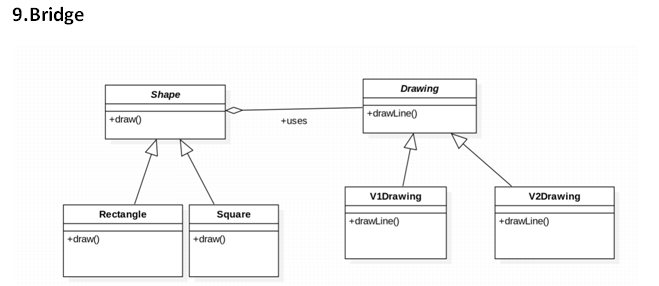 9.Bridge
Shape
+draw()
+uses
Drawing
+drawLine()
Rectangle
+draw()
Square
+draw()
V1Drawing
+drawLine()
V2Drawing
+drawLine()